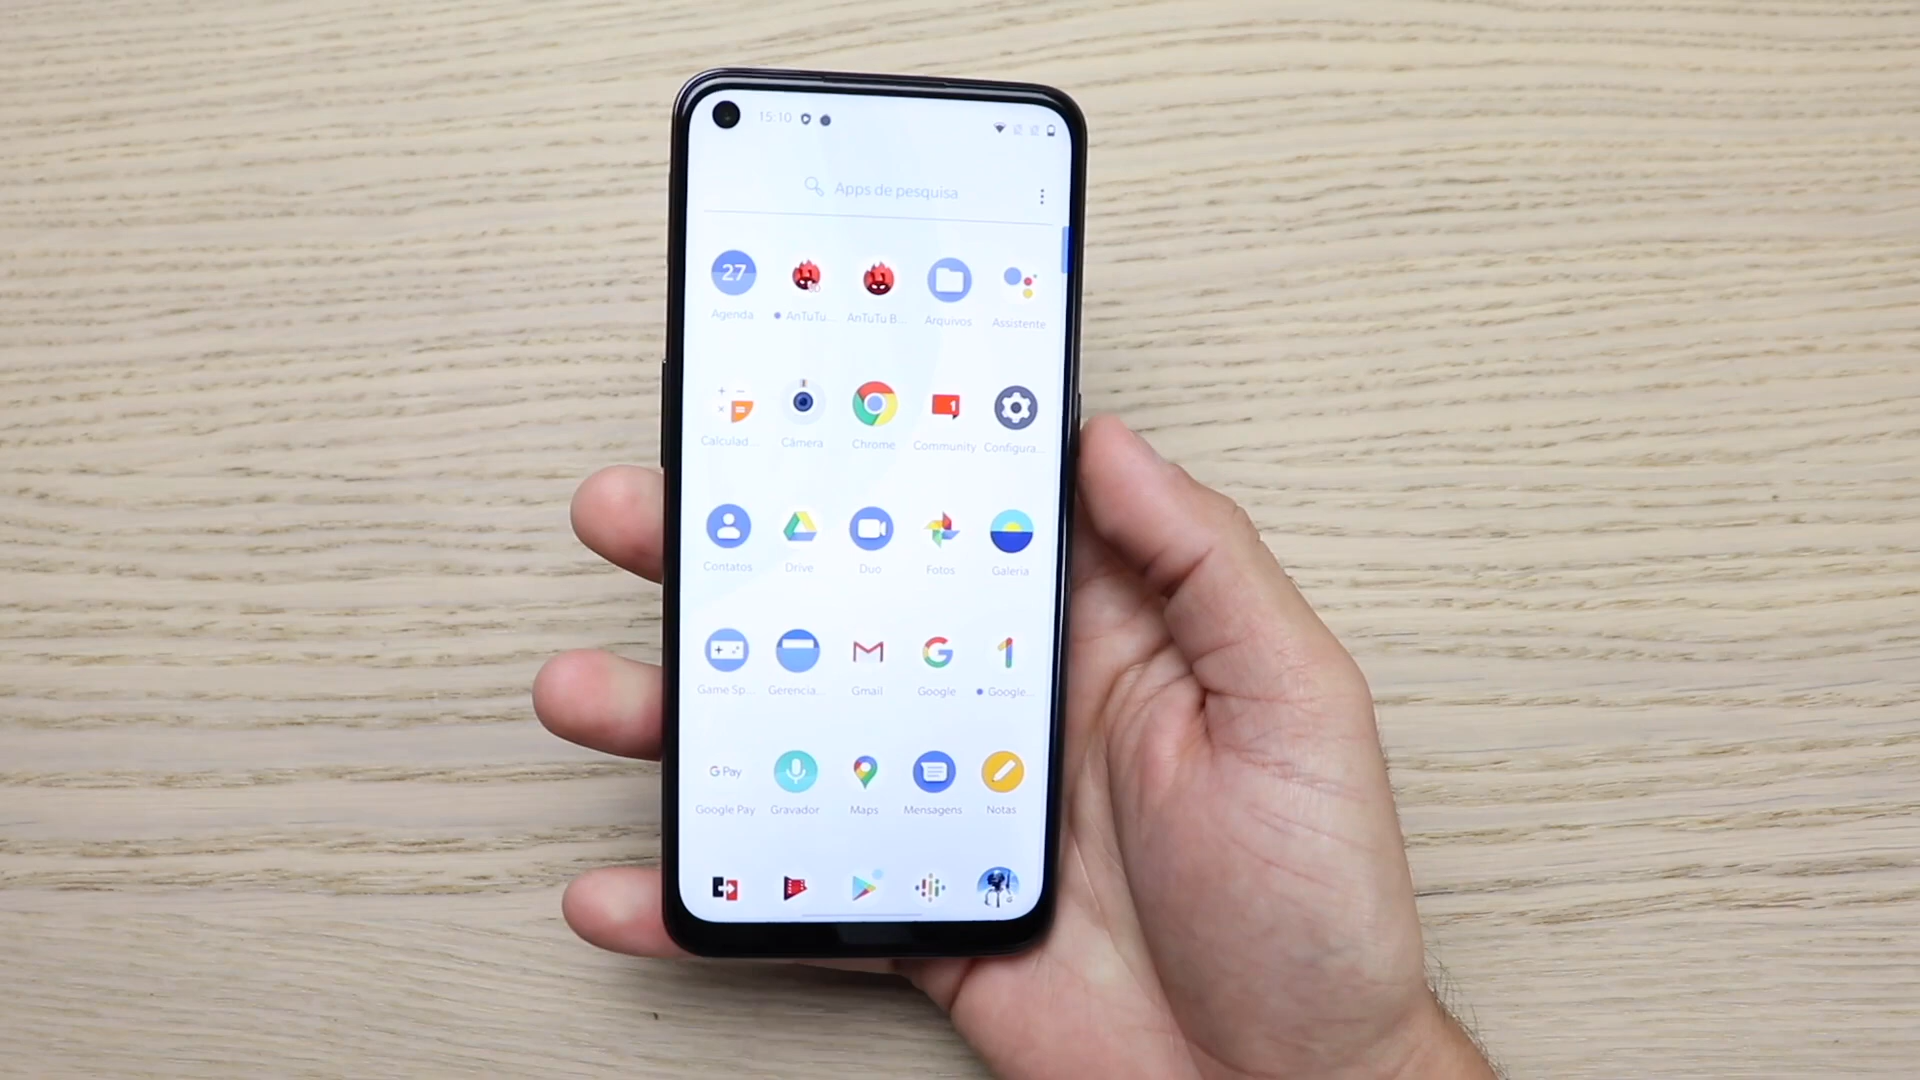 15:10
Apps de pesquisa
27
Agenda
AnTuTu...
AnTuTu B...
Arquivos
Assistente
1
Calculad...
Câmera
Chrome
Community
Configura...
Contatos
Drive
Duo
Fotos
Galeria
Game Sp...
Gerencia...
Gmail
Google
Google...
G Pay
Google Pay
Gravador
Maps
Mensagens
Notas